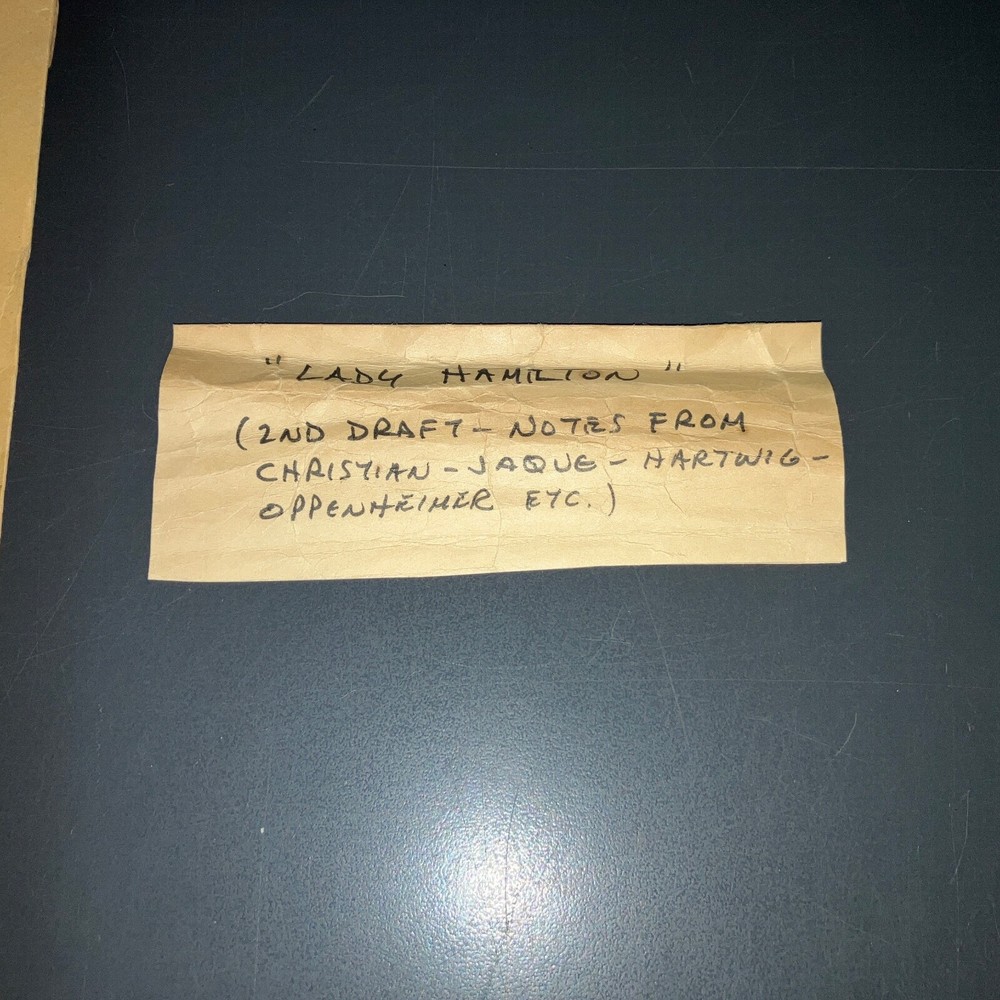 "LADY HAMILTON"
(2ND DRAFT - NOTES FROM
CHRISTIAN - JAQUE - HARTWIG -
OPPENHEIMER ETC.)